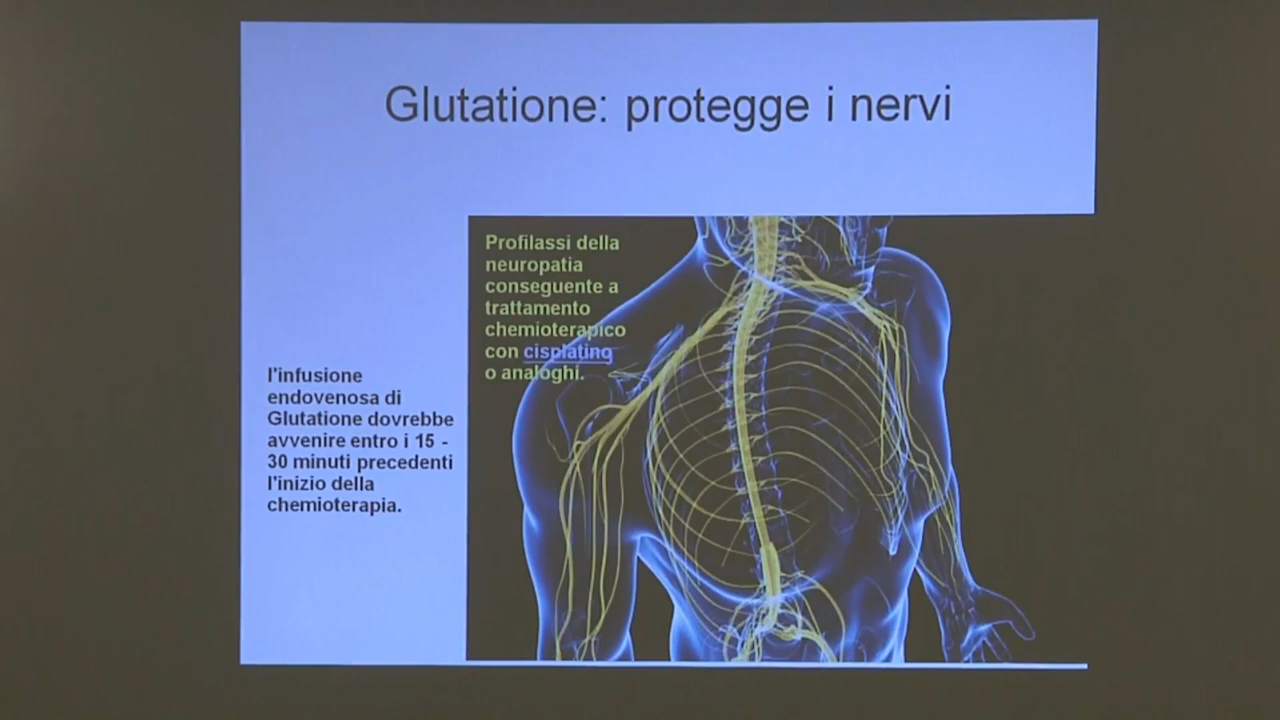 Glutatione: protegge i nervi
Profilassi della
neuropatia
conseguente a
trattamento
chemioterapico
con cisplatino
o analoghi.
l'infusione
endovenosa di
Glutatione dovrebbe
avvenire entro i 15 -
30 minuti precedenti
l'inizio della
chemioterapia.